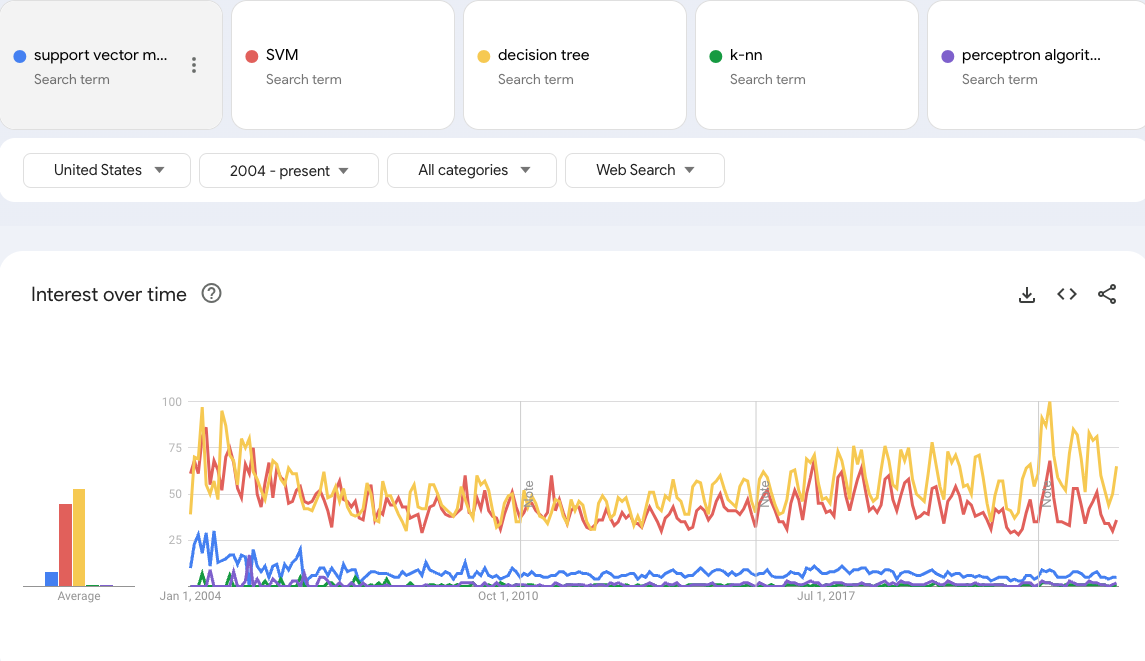 support vector m...
Search term
SVM
Search term
decision tree
Search term
k-nn
Search term
perceptron algorit...
Search term
United States
2004 - present
All categories
Web Search
Interest over time
100
75
50
25
Note
Note
Note
Average
Jan 1, 2004
Oct 1, 2010
Jul 1, 2017